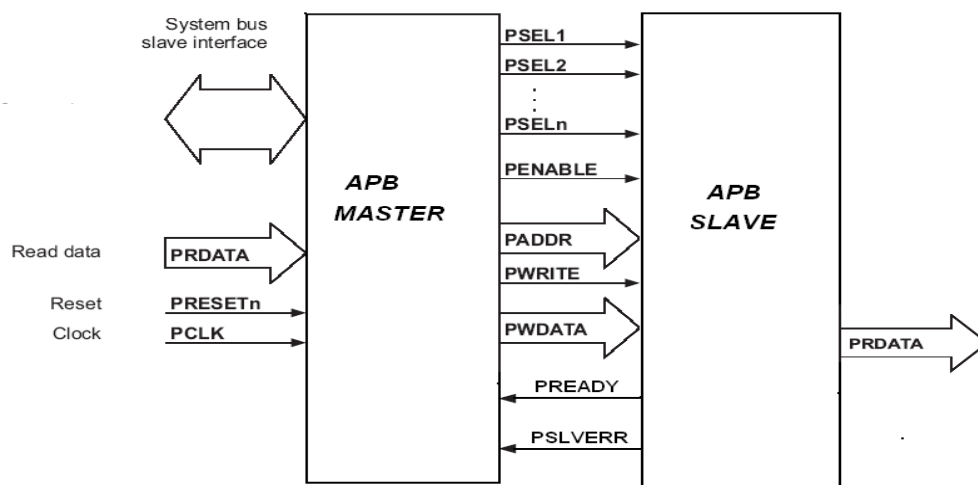 System bus
slave interface
PSEL1
PSEL2
PSELn
PENABLE
APB
MASTER
APB
SLAVE
Read data
PRDATA
PADDR
PWRITE
Reset
PRESETn
Clock
PCLK
PWDATA
PRDATA
PREADY
PSLVERR